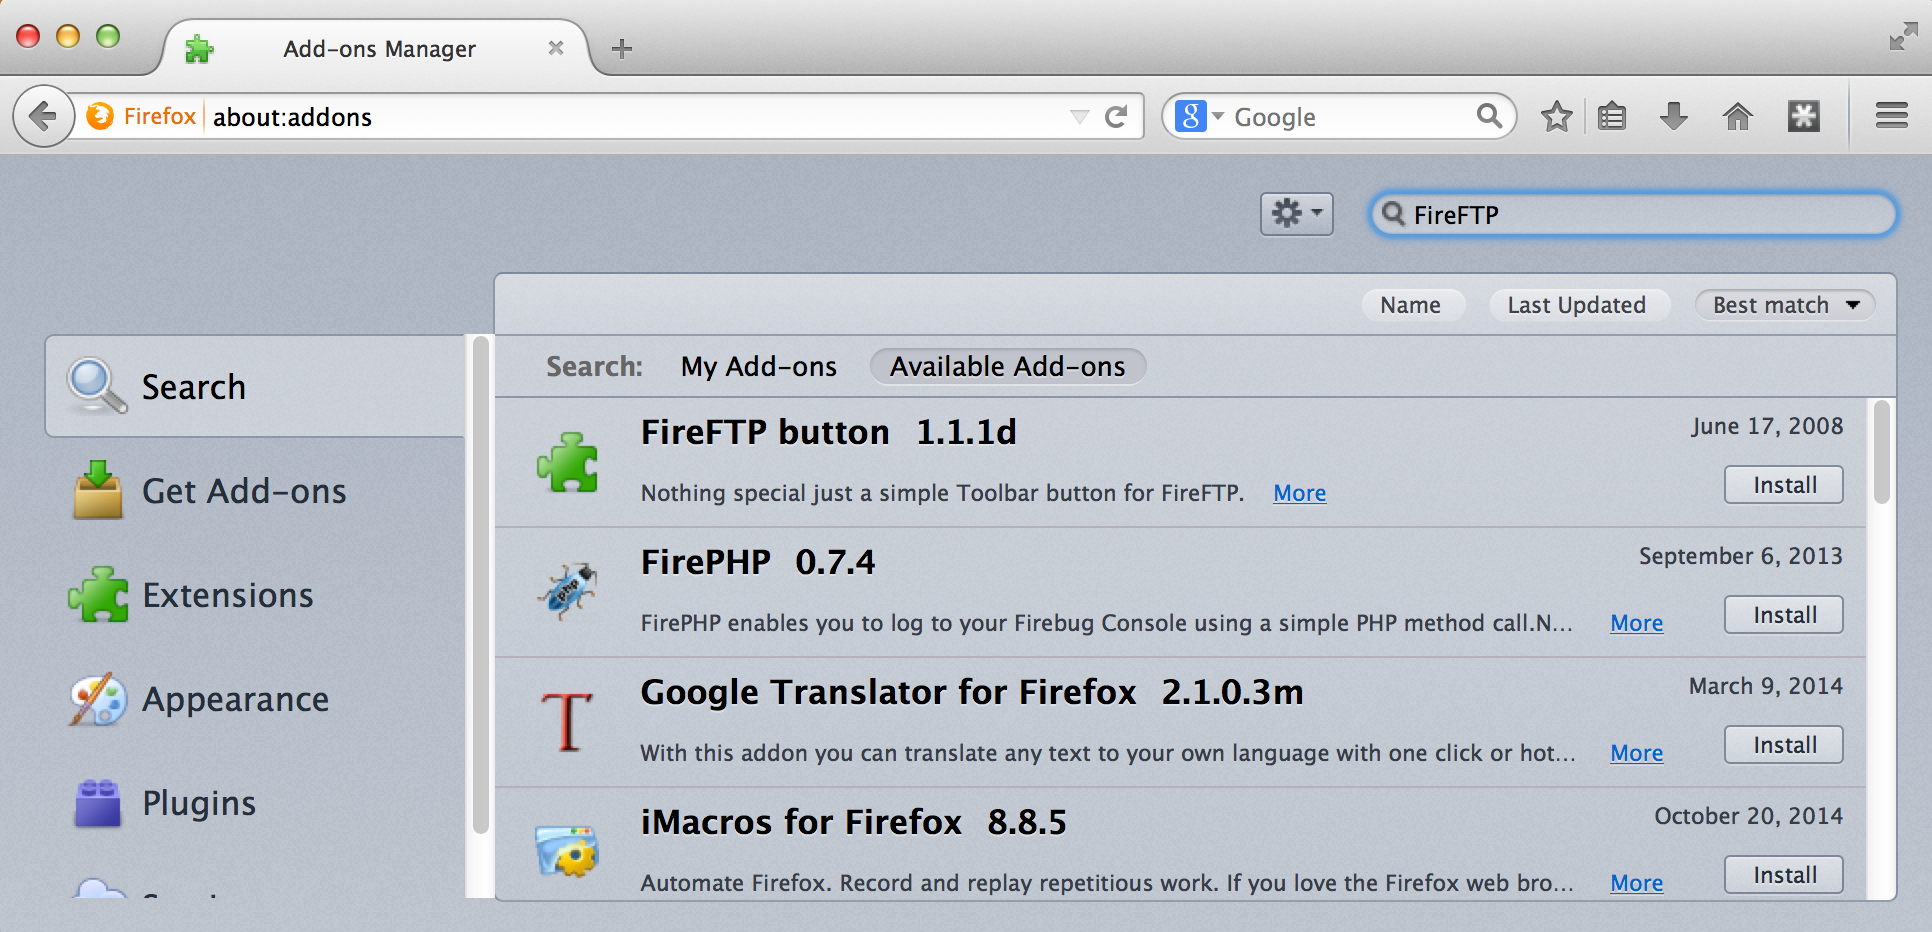 Add-ons Manager
Firefox about:addons
Google
FireFTP
Name Last Updated Best match
Search: My Add-ons Available Add-ons
Search
Get Add-ons
Extensions
Appearance
Plugins
FireFTP button 1.1.1d June 17, 2008
Nothing special just a simple Toolbar button for FireFTP. More Install
FirePHP 0.7.4 September 6, 2013
FirePHP enables you to log to your Firebug Console using a simple PHP method call.N... More Install
Google Translator for Firefox 2.1.0.3m March 9, 2014
With this addon you can translate any text to your own language with one click or hot... More Install
iMacros for Firefox 8.8.5 October 20, 2014
Automate Firefox. Record and replay repetitious work. If you love the Firefox web bro... More Install